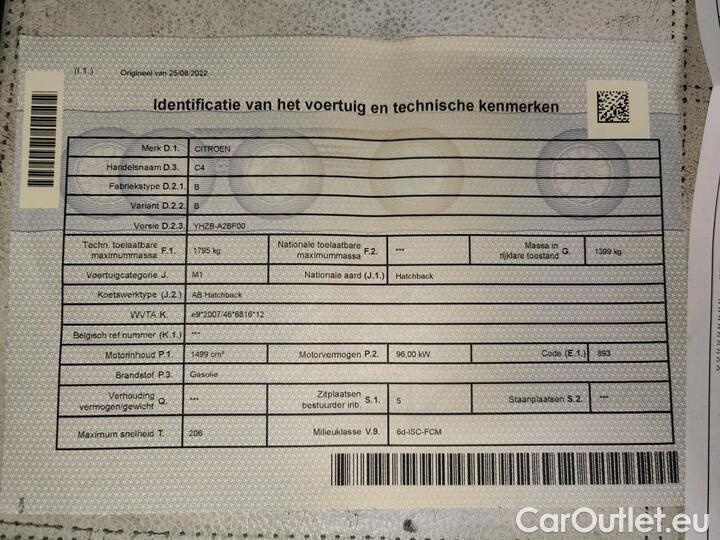 (I.1.) Origineel van 25/08/2022
Identificatie van het voertuig en technische kenmerken
Merk D.1. CITROEN
Handelsnaam D.3. C4
Fabriekstype D.2.1. B
Variant D.2.2. B
Versie D.2.3. YHZB-A2BF00
Techn. toelaatbare maximummassa F.1. 1795 kg Nationale toelaatbare maximummassa F.2. *** Massa in rijklare toestand G. 1399 kg
Voertuigcategorie J. M1 Nationale aard (J.1.) Hatchback
Koetswerktype (J.2.) AB Hatchback
WVTA K. e9*2007/46*6816*12
Belgisch ref nummer (K.1.) ***
Motorinhoud P.1. 1499 cm³ Motorvermogen P.2. 96,00 kW Code (E.1.) 893
Brandstof P.3. Gasolie
Verhouding vermogen/gewicht Q. *** Zitplaatsen bestuurder inb. S.1. 5 Staanplaatsen S.2. ***
Maximum snelheid T. 206 Milieuklasse V.9. 6d-ISC-FCM
CarOutlet.eu